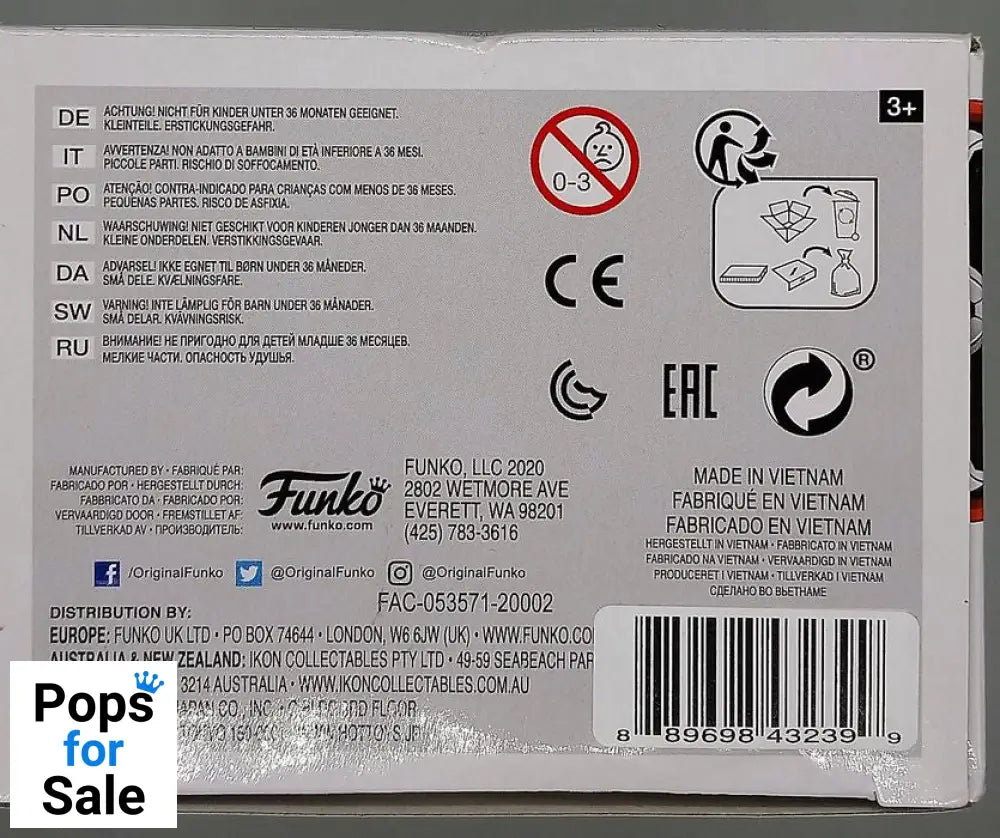 3+
DE ACHTUNG! NICHT FÜR KINDER UNTER 36 MONATEN GEEIGNET.
KLEINTEILE. ERSTICKUNGSGEFAHR.
IT AVVERTENZA! NON ADATTO A BAMBINI DI ETÀ INFERIORE A 36 MESI.
PICCOLE PARTI. RISCHIO DI SOFFOCAMENTO.
PO ATENÇÃO! CONTRA-INDICADO PARA CRIANÇAS COM MENOS DE 36 MESES.
PEQUENAS PARTES. RISCO DE ASFIXIA.
NL WAARSCHUWING! NIET GESCHIKT VOOR KINDEREN JONGER DAN 36 MAANDEN.
KLEINE ONDERDELEN. VERSTIKKINGSGEVAAR.
DA ADVARSEL! IKKE EGNET TIL BØRN UNDER 36 MÅNEDER.
SMÅ DELE. KVÆLNINGSFARE.
SW VARNING! INTE LÄMPLIG FÖR BARN UNDER 36 MÅNADER.
SMÅ DELAR. KVÄVNINGSRISK.
RU ВНИМАНИЕ! НЕ ПРИГОДНО ДЛЯ ДЕТЕЙ МЛАДШЕ 36 МЕСЯЦЕВ.
МЕЛКИЕ ЧАСТИ. ОПАСНОСТЬ УДУШЬЯ.
0-3
CE
EAC
®
MANUFACTURED BY • FABRIQUÉ PAR:
FABRICADO POR • HERGESTELLT DURCH:
FABBRICATO DA • FABRICADO POR:
VERVAARDIGD DOOR • FREMSTILLET AF:
TILLVERKAD AV • ПРОИЗВОДИТЕЛЬ:
Funko
www.funko.com
FUNKO, LLC 2020
2802 WETMORE AVE
EVERETT, WA 98201
(425) 783-3616
MADE IN VIETNAM
FABRIQUÉ EN VIETNAM
FABRICADO EN VIETNAM
HERGESTELLT IN VIETNAM • FABBRICATO IN VIETNAM
FABRICADO NA VIETNAM • VERVAARDIGD IN VIETNAM
PRODUCERET I VIETNAM • TILLVERKAD I VIETNAM
СДЕЛАНО ВО ВЬЕТНАМЕ
f /OriginalFunko @OriginalFunko @OriginalFunko
FAC-053571-20002
DISTRIBUTION BY:
EUROPE: FUNKO UK LTD • PO BOX 74644 • LONDON, W6 6JW (UK) • WWW.FUNKO.CO
AUSTRALIA & NEW ZEALAND: IKON COLLECTABLES PTY LTD • 49-59 SEABEACH PAR
3214 AUSTRALIA • WWW.IKONCOLLECTABLES.COM.AU
CO., INC.
8 89698 43239 9
Pops
for
Sale